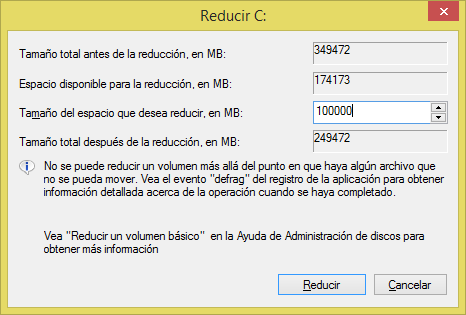 Reducir C:
Tamaño total antes de la reducción, en MB: 349472
Espacio disponible para la reducción, en MB: 174173
Tamaño del espacio que desea reducir, en MB: 100000
Tamaño total después de la reducción, en MB: 249472
No se puede reducir un volumen más allá del punto en que haya algún archivo que
no se pueda mover. Vea el evento "defrag" del registro de la aplicación para obtener
información detallada acerca de la operación cuando se haya completado.
Vea "Reducir un volumen básico" en la Ayuda de Administración de discos para
obtener más información
Reducir Cancelar